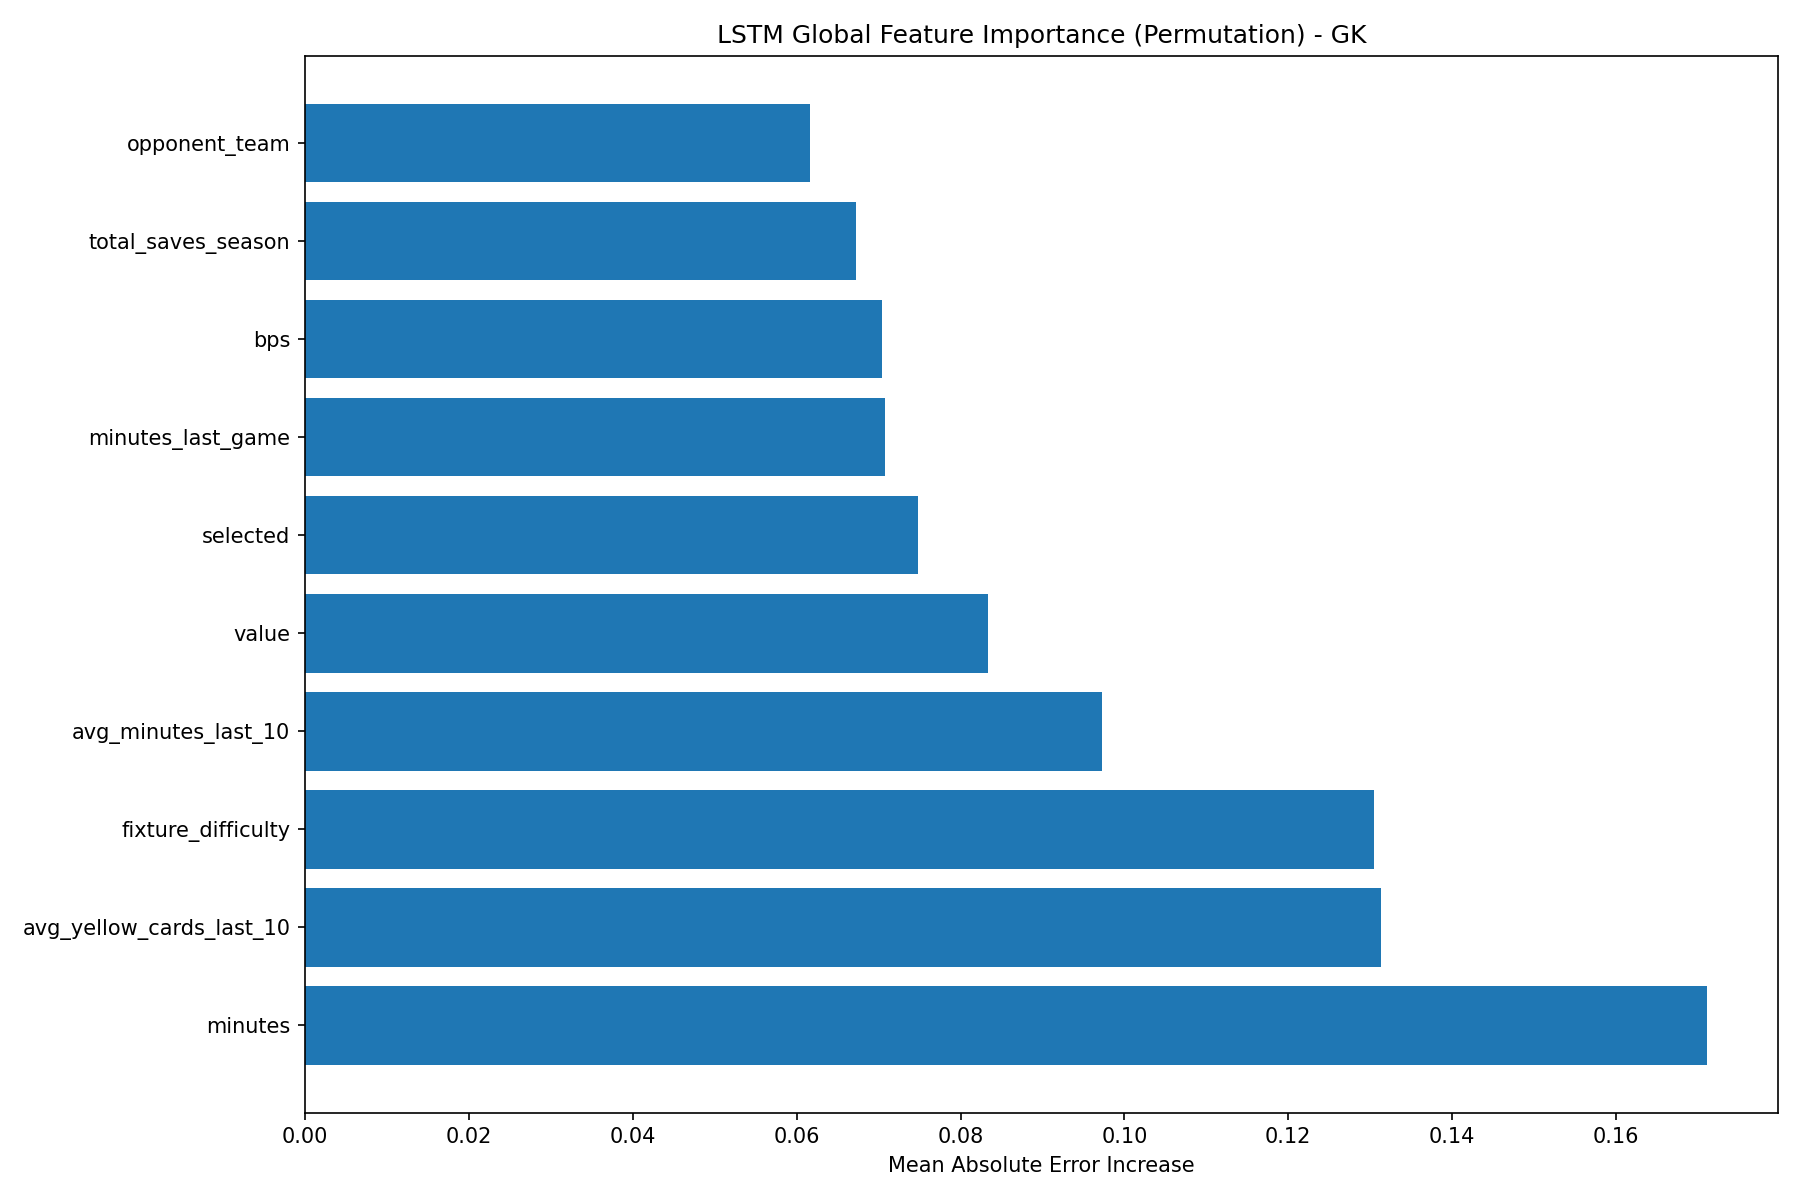 LSTM Global Feature Importance (Permutation) - GK
opponent_team
total_saves_season
bps
minutes_last_game
selected
value
avg_minutes_last_10
fixture_difficulty
avg_yellow_cards_last_10
minutes
0.00 0.02 0.04 0.06 0.08 0.10 0.12 0.14 0.16
Mean Absolute Error Increase